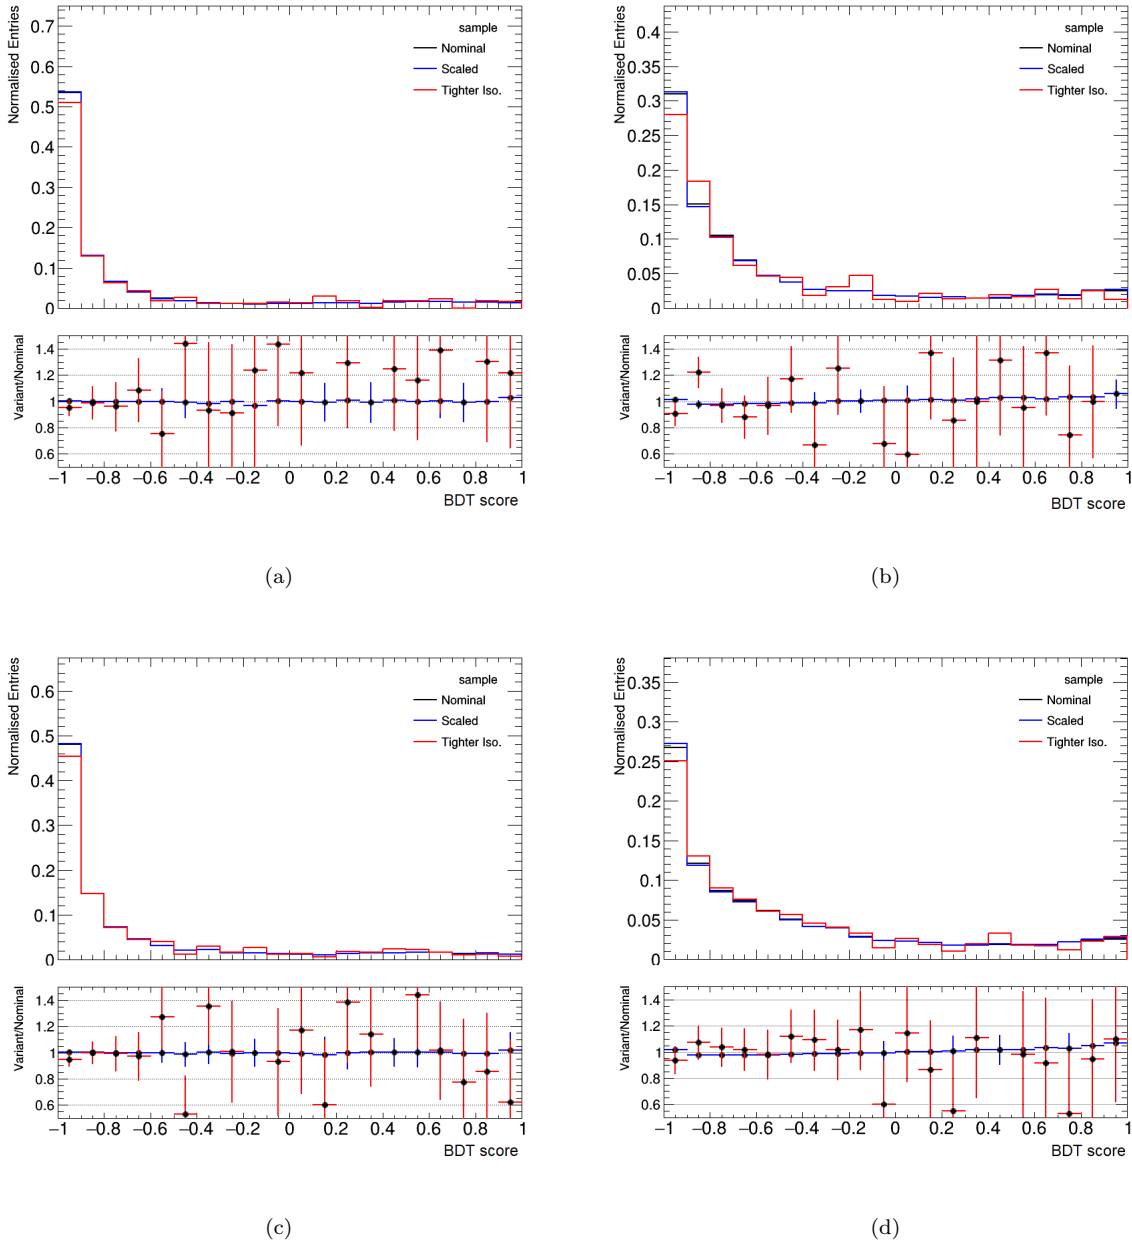 Normalised Entries
0.7
0.6
0.5
0.4
0.3
0.2
0.1
0
sample
Nominal
Scaled
Tighter Iso.
Variant/Nominal
1.4
1.2
1
0.8
0.6
−1 −0.8 −0.6 −0.4 −0.2 0 0.2 0.4 0.6 0.8 1
BDT score
(a)
Normalised Entries
0.4
0.35
0.3
0.25
0.2
0.15
0.1
0.05
0
sample
Nominal
Scaled
Tighter Iso.
Variant/Nominal
1.4
1.2
1
0.8
0.6
−1 −0.8 −0.6 −0.4 −0.2 0 0.2 0.4 0.6 0.8 1
BDT score
(b)
Normalised Entries
0.6
0.5
0.4
0.3
0.2
0.1
0
sample
Nominal
Scaled
Tighter Iso.
Variant/Nominal
1.4
1.2
1
0.8
0.6
−1 −0.8 −0.6 −0.4 −0.2 0 0.2 0.4 0.6 0.8 1
BDT score
(c)
Normalised Entries
0.35
0.3
0.25
0.2
0.15
0.1
0.05
0
sample
Nominal
Scaled
Tighter Iso.
Variant/Nominal
1.4
1.2
1
0.8
0.6
−1 −0.8 −0.6 −0.4 −0.2 0 0.2 0.4 0.6 0.8 1
BDT score
(d)